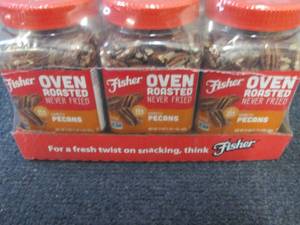 Fisher
OVEN
ROASTED
NEVER FRIED
PECANS
Fisher
OVEN
ROASTED
NEVER FRIED
PECANS
Fisher
OVEN
ROASTED
NEVER FRIED
PECANS
For a fresh twist on snacking, think Fisher